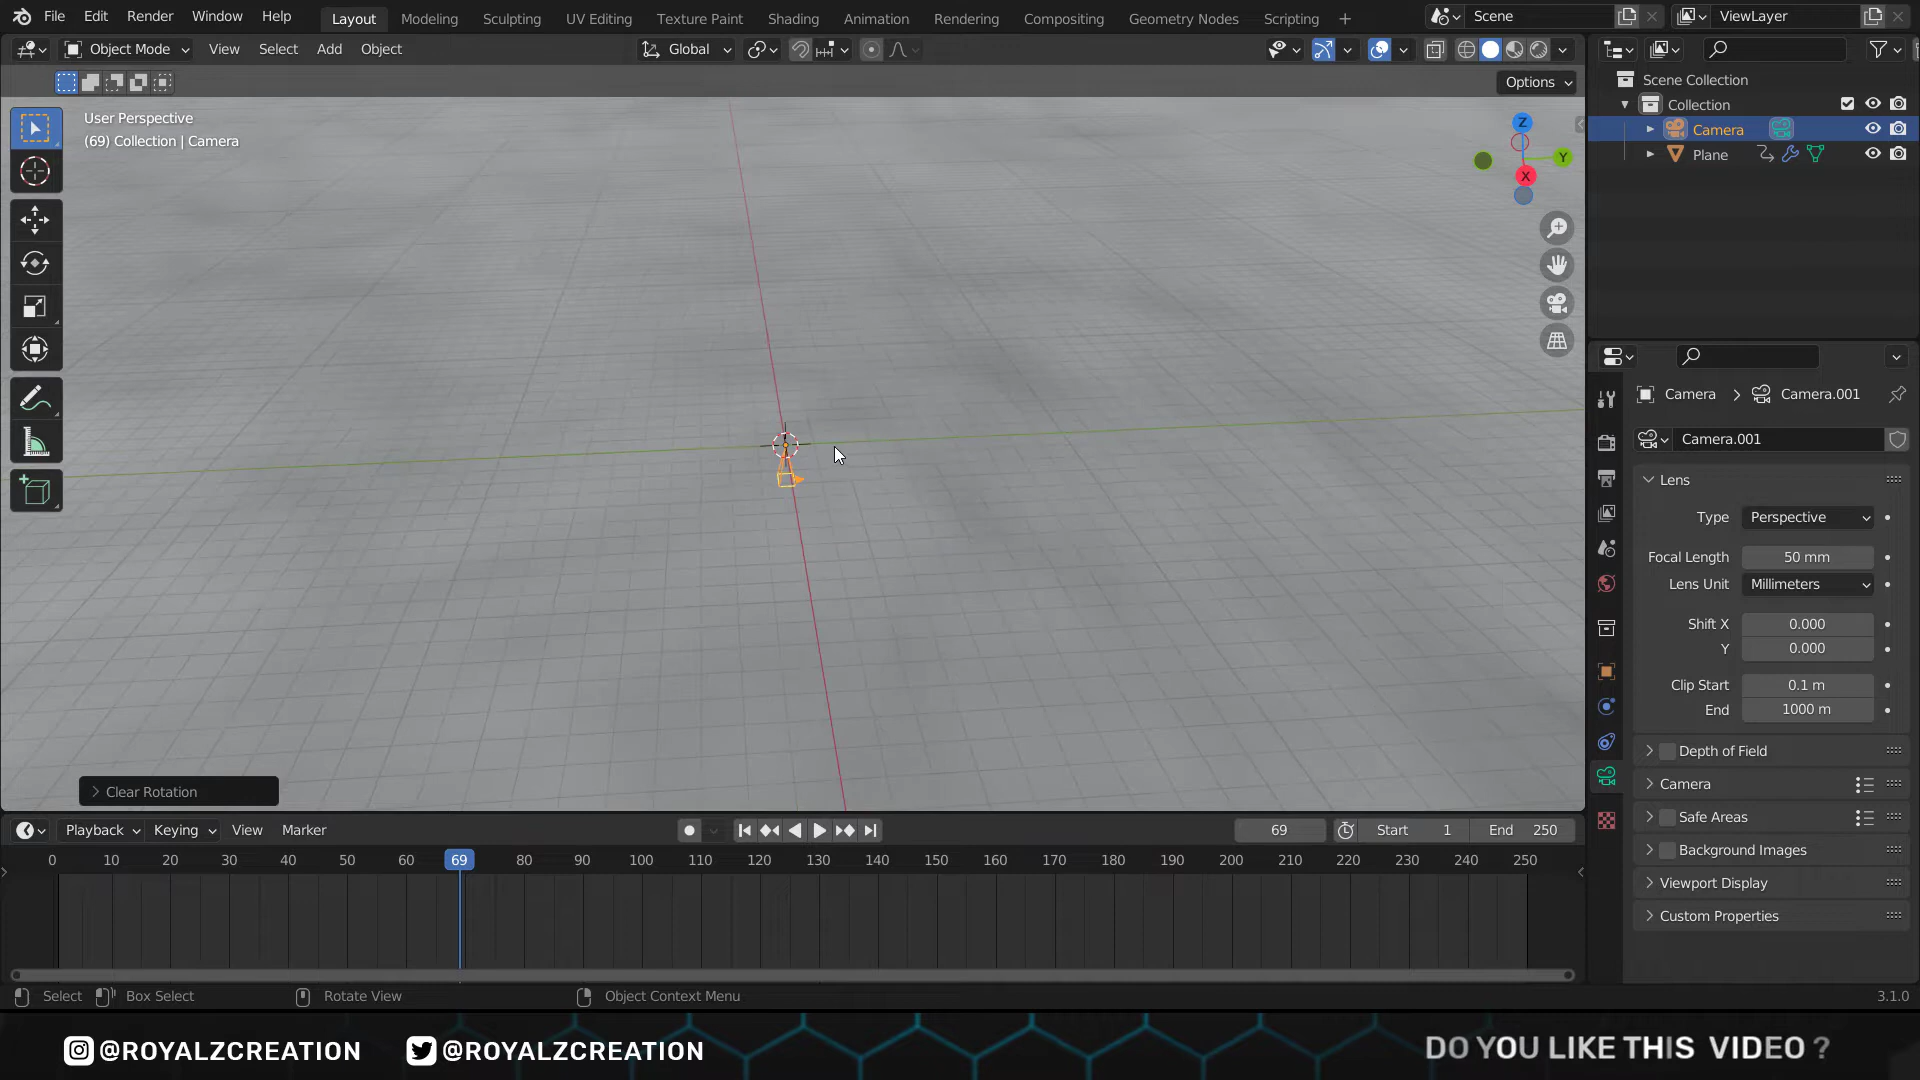 File Edit Render Window Help Layout Modeling Sculpting UV Editing Texture Paint Shading Animation Rendering Compositing Geometry Nodes Scripting + Scene ViewLayer
Object Mode View Select Add Object Global
Options
Scene Collection
Collection
Camera
Plane
User Perspective
(69) Collection | Camera
Z
Y
X
Camera > Camera.001
Camera.001
Lens
Type Perspective
Focal Length 50 mm
Lens Unit Millimeters
Shift X 0.000
Y 0.000
Clip Start 0.1 m
End 1000 m
Depth of Field
Camera
Safe Areas
Background Images
Viewport Display
Custom Properties
Clear Rotation
Playback Keying View Marker 69 Start 1 End 250
0 10 20 30 40 50 60 69 80 90 100 110 120 130 140 150 160 170 180 190 200 210 220 230 240 250
Select Box Select Rotate View Object Context Menu 3.1.0
@ROYALZCREATION @ROYALZCREATION DO YOU LIKE THIS VIDEO ?